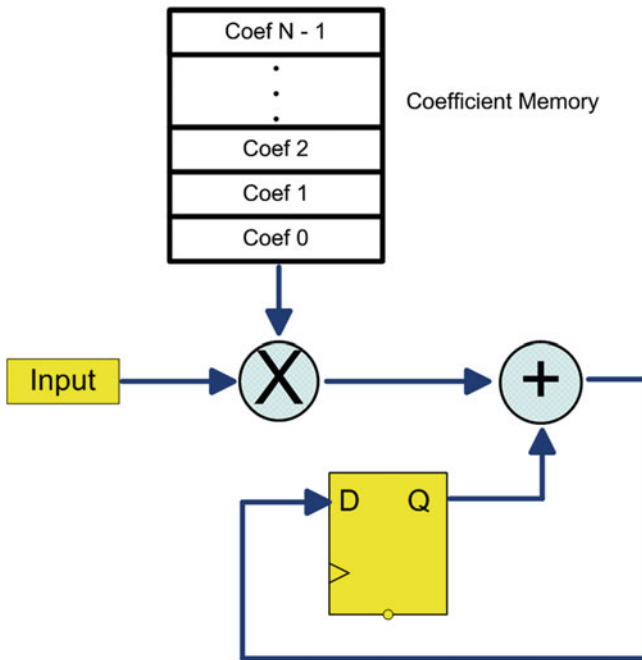 Coef N - 1
Coefficient Memory
Coef 2
Coef 1
Coef 0
Input
X
+
D Q